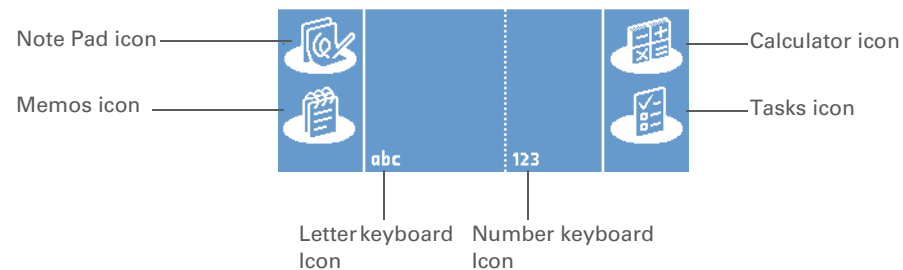 Note Pad icon
Calculator icon
Memos icon
Tasks icon
abc
123
Letter keyboard
Icon
Number keyboard
Icon